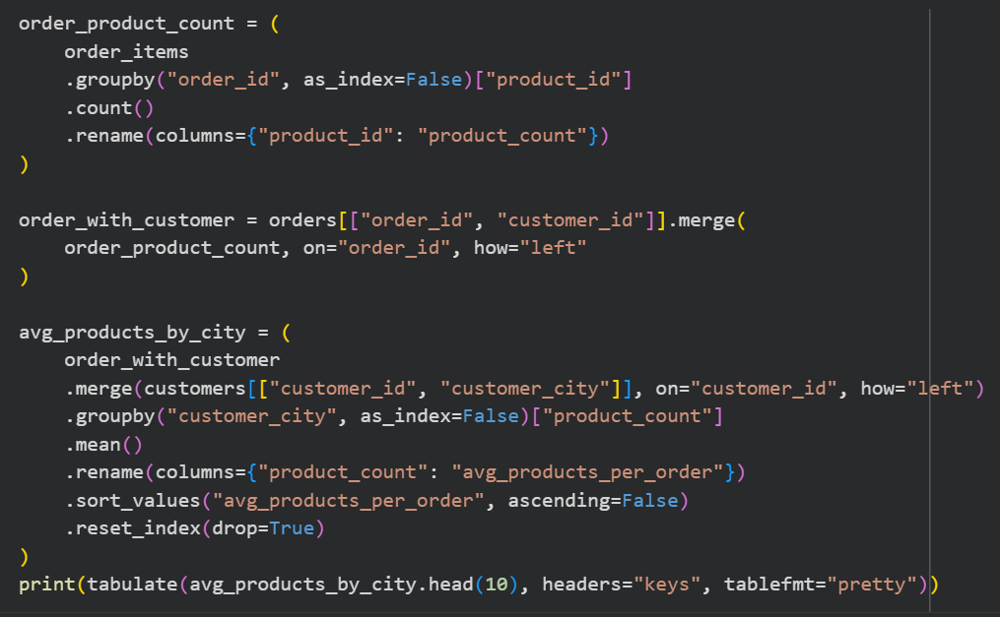 order_product_count = (
    order_items
    .groupby("order_id", as_index=False)["product_id"]
    .count()
    .rename(columns={"product_id": "product_count"})
)

order_with_customer = orders[["order_id", "customer_id"]].merge(
    order_product_count, on="order_id", how="left"
)

avg_products_by_city = (
    order_with_customer
    .merge(customers[["customer_id", "customer_city"]], on="customer_id", how="left")
    .groupby("customer_city", as_index=False)["product_count"]
    .mean()
    .rename(columns={"product_count": "avg_products_per_order"})
    .sort_values("avg_products_per_order", ascending=False)
    .reset_index(drop=True)
)
print(tabulate(avg_products_by_city.head(10), headers="keys", tablefmt="pretty"))